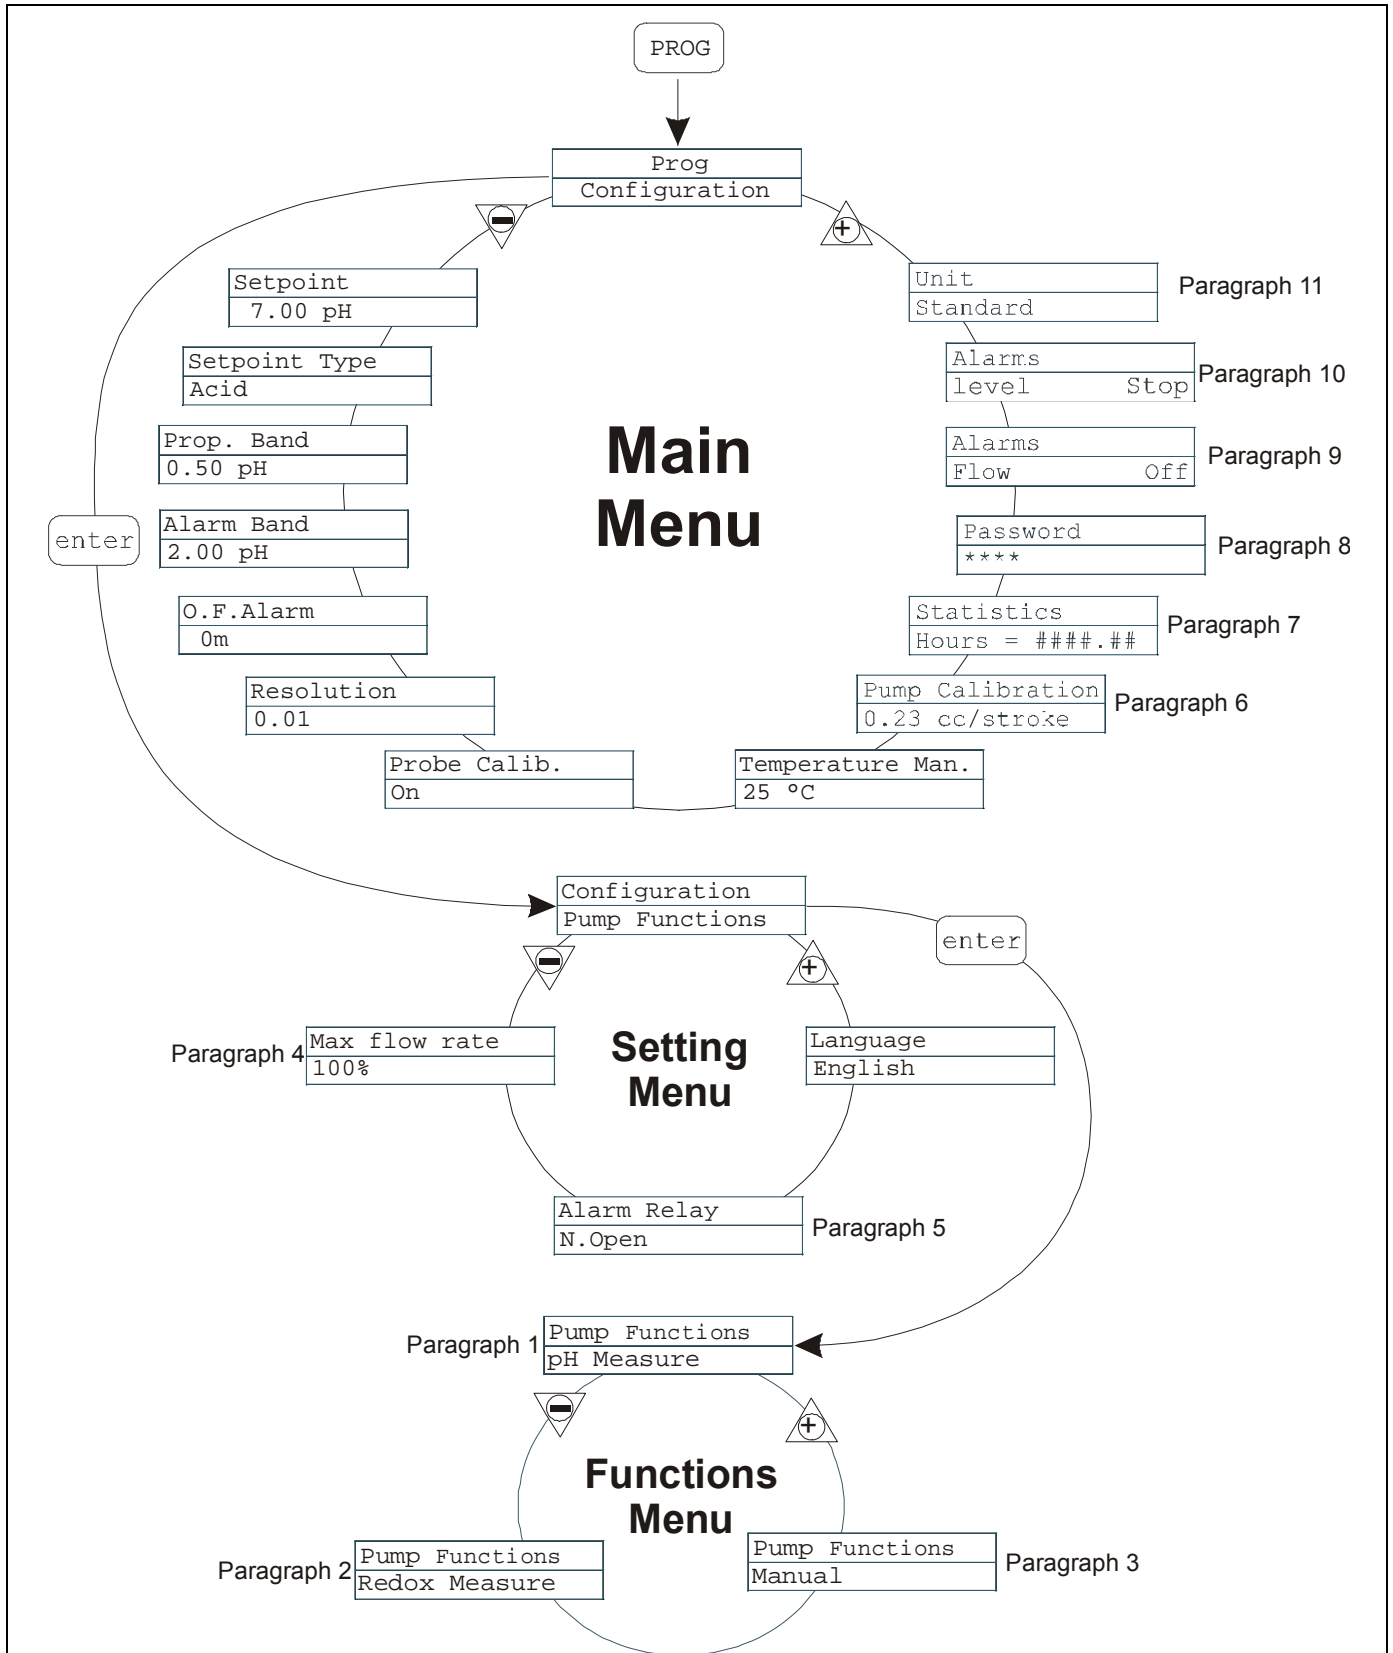 PROG
Prog
Configuration
Setpoint
7.00 pH
Setpoint Type
Acid
Prop. Band
0.50 pH
Alarm Band
2.00 pH
O.F.Alarm
0m
Resolution
0.01
Probe Calib.
On
Temperature Man.
25 °C
Pump Calibration
0.23 cc/stroke
Paragraph 6
Statistics
Hours = ####.##
Paragraph 7
Password
****
Paragraph 8
Alarms
Flow Off
Paragraph 9
Alarms
level Stop
Paragraph 10
Unit
Standard
Paragraph 11
Main
Menu
enter
Configuration
Pump Functions
enter
Paragraph 4
Max flow rate
100%
Setting
Menu
Language
English
Alarm Relay
N.Open
Paragraph 5
Paragraph 1
Pump Functions
pH Measure
Functions
Menu
Paragraph 2
Pump Functions
Redox Measure
Pump Functions
Manual
Paragraph 3